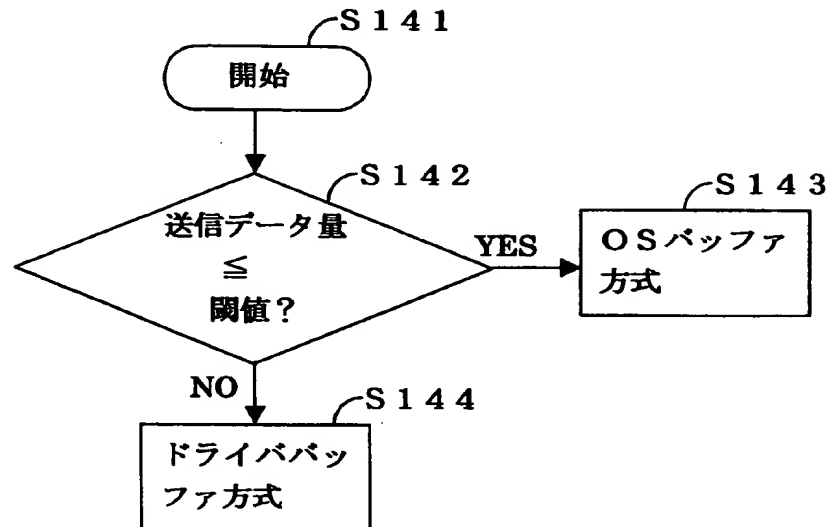 S141
開始
S142
送信データ量
≦
閾値？
YES
S143
OSバッファ
方式
NO
S144
ドライババッ
ファ方式